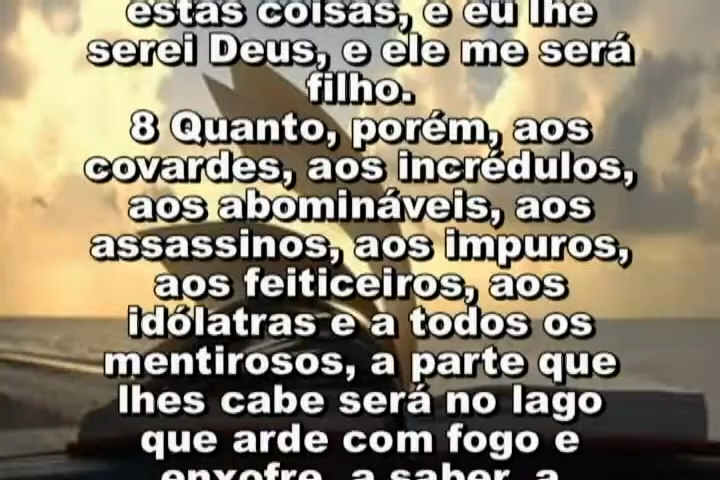 estas coisas, e eu lhe
serei Deus, e ele me será
filho.
8 Quanto, porém, aos
covardes, aos incrédulos,
aos abomináveis, aos
assassinos, aos impuros,
aos feiticeiros, aos
idólatras e a todos os
mentirosos, a parte que
lhes cabe será no lago
que arde com fogo e
enxofre, a saber, a